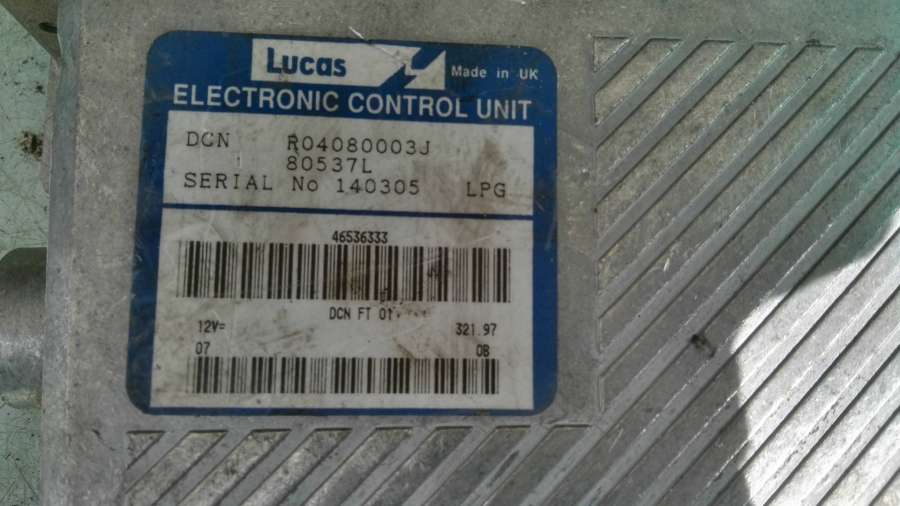 Lucas Made in UK
ELECTRONIC CONTROL UNIT
DCN R04080003J
80537L
SERIAL No 140305 LPG
46536333
DCN FT 01
12V= 321.97
07 0B